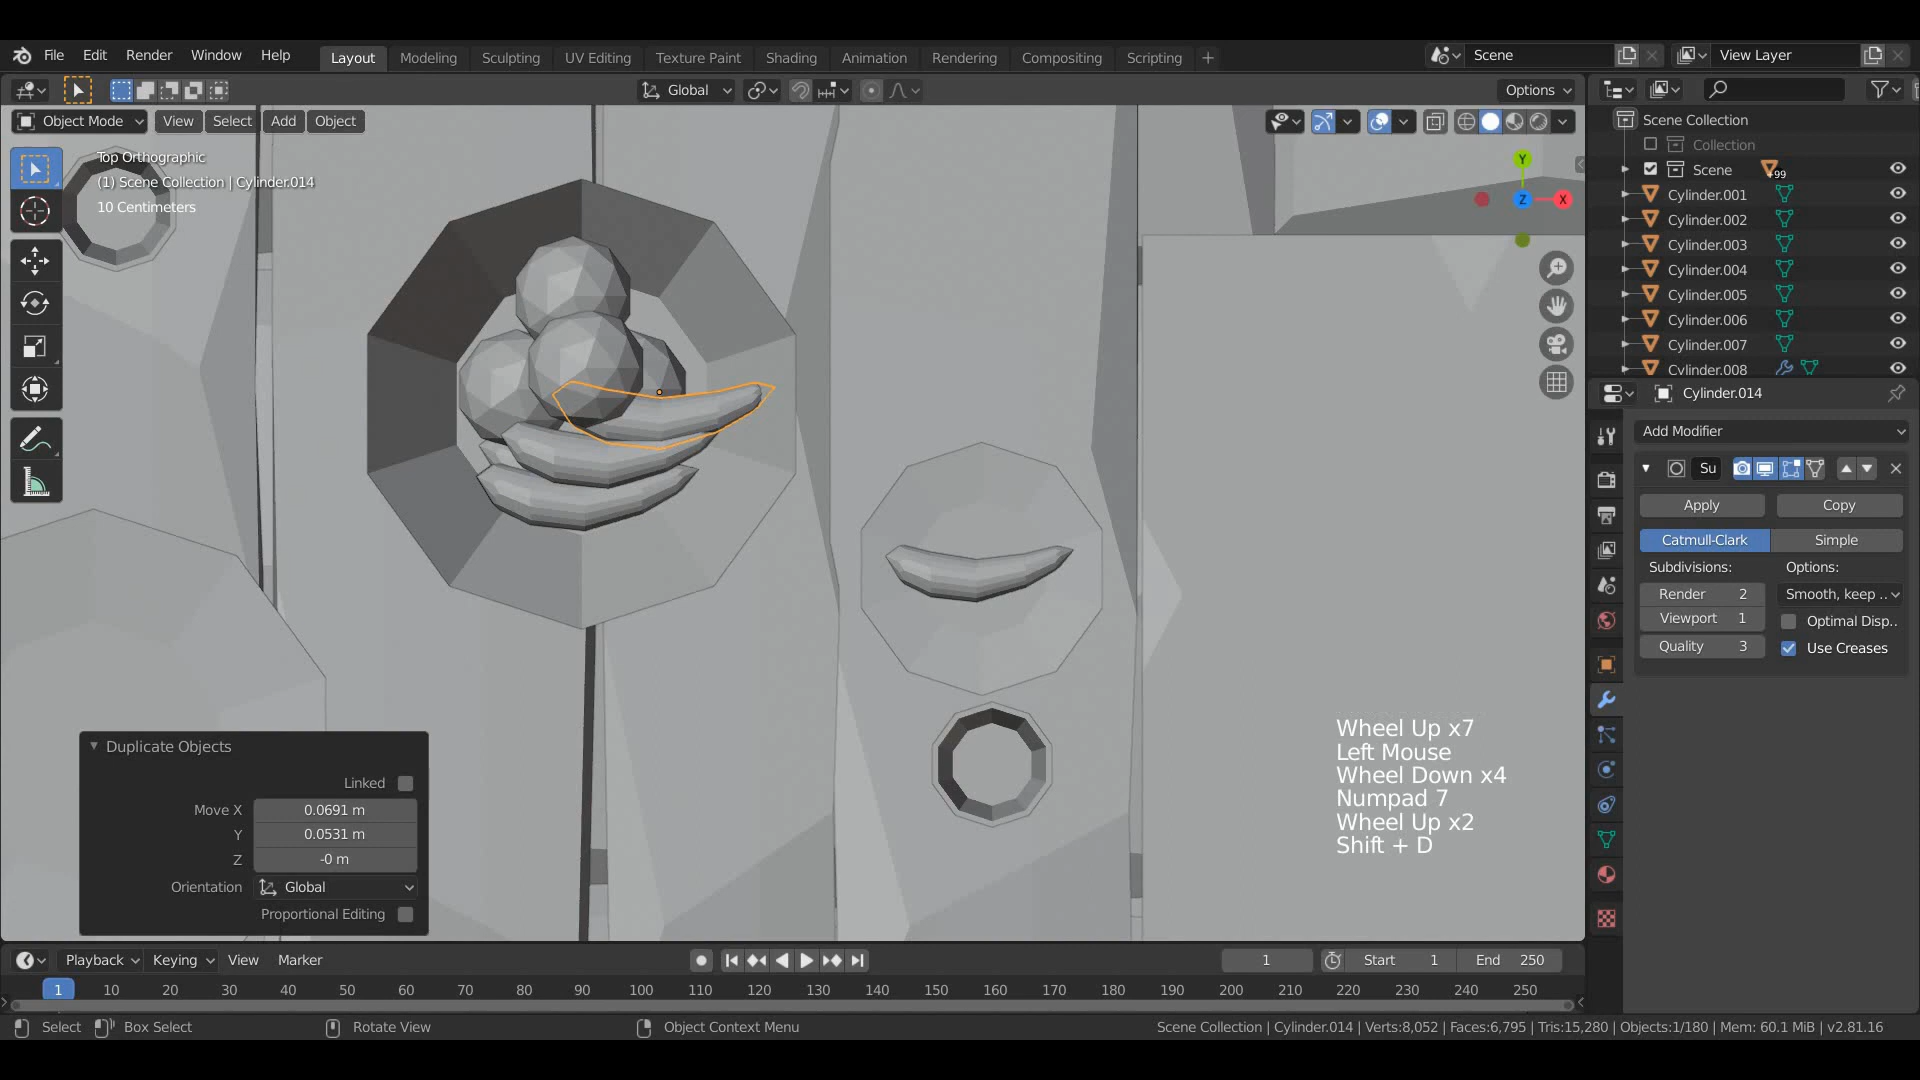 File Edit Render Window Help Layout Modeling Sculpting UV Editing Texture Paint Shading Animation Rendering Compositing Scripting + Scene View Layer
Global Options
Object Mode View Select Add Object
Top Orthographic
(1) Scene Collection | Cylinder.014
10 Centimeters
Y
Z
X
Scene Collection
Collection
Scene +99
Cylinder.001
Cylinder.002
Cylinder.003
Cylinder.004
Cylinder.005
Cylinder.006
Cylinder.007
Cylinder.008
Cylinder.014
Add Modifier
Su
Apply Copy
Catmull-Clark Simple
Subdivisions: Options:
Render 2 Smooth, keep ..
Viewport 1 Optimal Disp..
Quality 3 Use Creases
Wheel Up x7
Left Mouse
Wheel Down x4
Numpad 7
Wheel Up x2
Shift + D
Duplicate Objects
Linked
Move X 0.0691 m
Y 0.0531 m
Z -0 m
Orientation Global
Proportional Editing
Playback Keying View Marker 1 Start 1 End 250
1 10 20 30 40 50 60 70 80 90 100 110 120 130 140 150 160 170 180 190 200 210 220 230 240 250
Select Box Select Rotate View Object Context Menu Scene Collection | Cylinder.014 | Verts:8,052 | Faces:6,795 | Tris:15,280 | Objects:1/180 | Mem: 60.1 MiB | v2.81.16